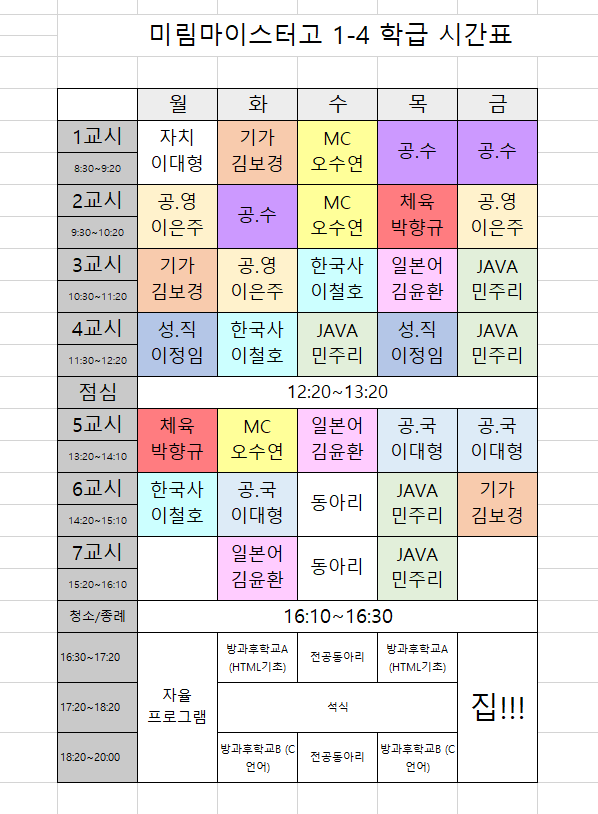 미림마이스터고 1-4 학급 시간표
월 화 수 목 금
1교시
8:30~9:20
자치
이대형
기가
김보경
MC
오수연
공.수
공.수
2교시
9:30~10:20
공.영
이은주
공.수
MC
오수연
체육
박향규
공.영
이은주
3교시
10:30~11:20
기가
김보경
공.영
이은주
한국사
이철호
일본어
김윤환
JAVA
민주리
4교시
11:30~12:20
성.직
이정임
한국사
이철호
JAVA
민주리
성.직
이정임
JAVA
민주리
점심
12:20~13:20
5교시
13:20~14:10
체육
박향규
MC
오수연
일본어
김윤환
공.국
이대형
공.국
이대형
6교시
14:20~15:10
한국사
이철호
공.국
이대형
동아리
JAVA
민주리
기가
김보경
7교시
15:20~16:10
일본어
김윤환
동아리
JAVA
민주리
청소/종례
16:10~16:30
16:30~17:20
자율
프로그램
방과후학교A
(HTML기초)
전공동아리
방과후학교A
(HTML기초)
집!!!
17:20~18:20
석식
18:20~20:00
방과후학교B (C
언어)
전공동아리
방과후학교B (C
언어)